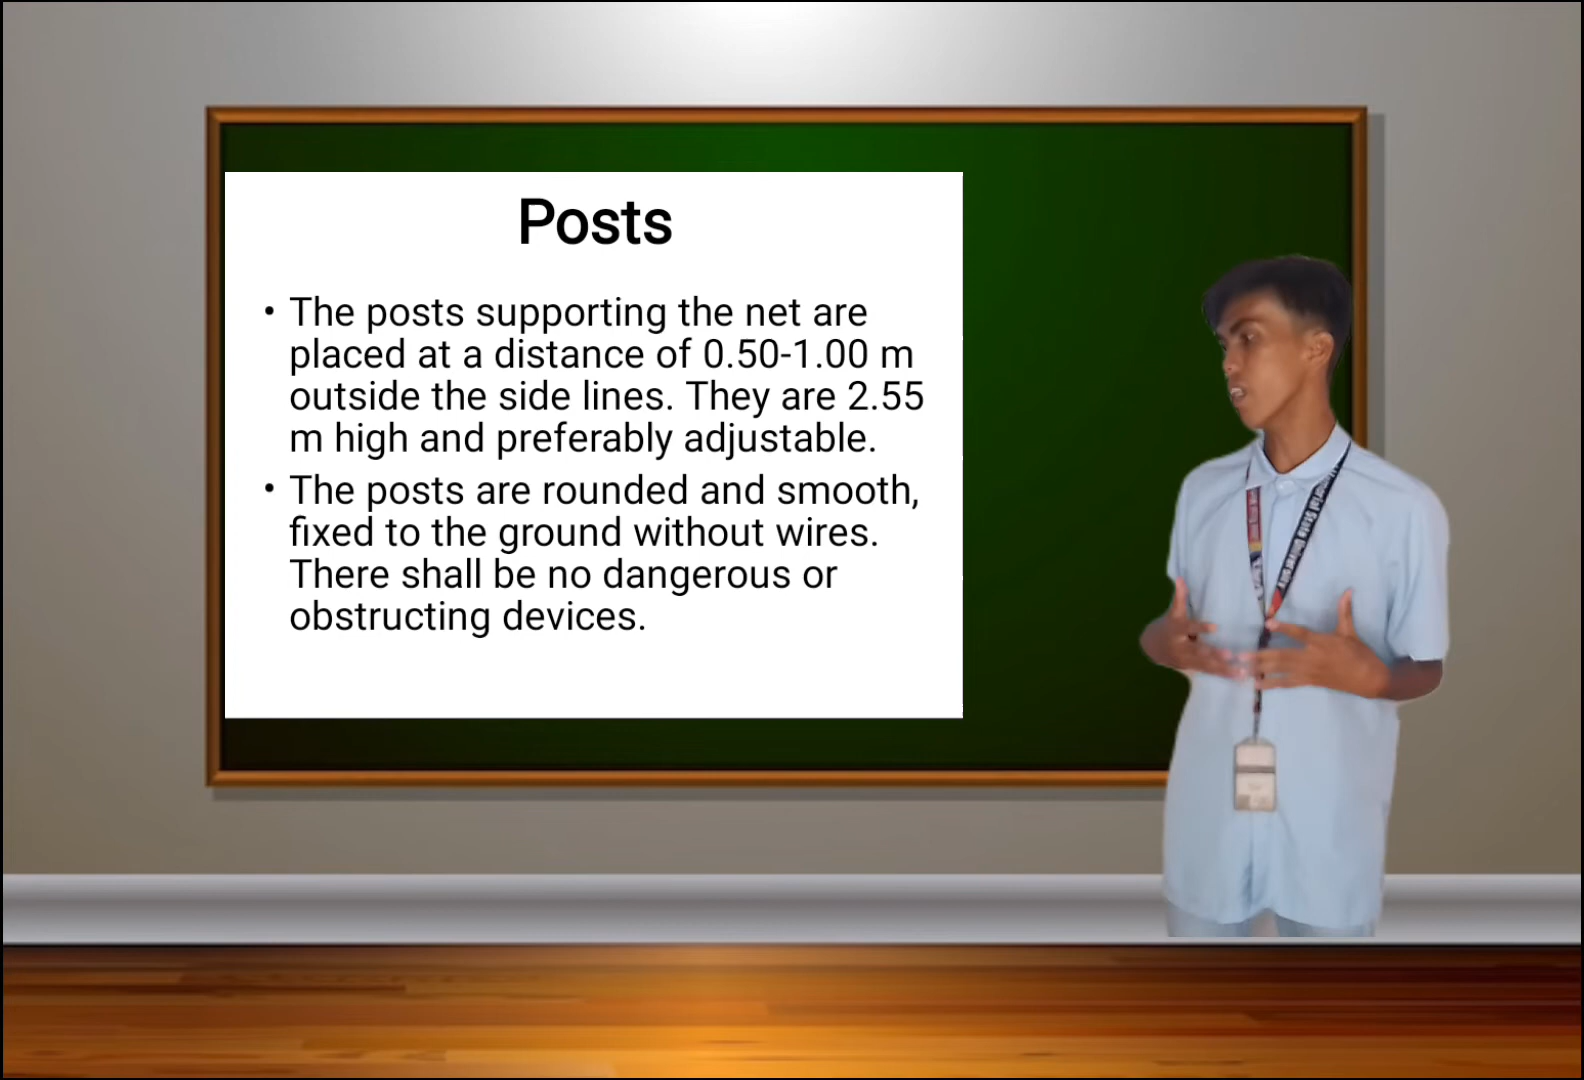 Posts
• The posts supporting the net are
placed at a distance of 0.50-1.00 m
outside the side lines. They are 2.55
m high and preferably adjustable.
• The posts are rounded and smooth,
fixed to the ground without wires.
There shall be no dangerous or
obstructing devices.
State University